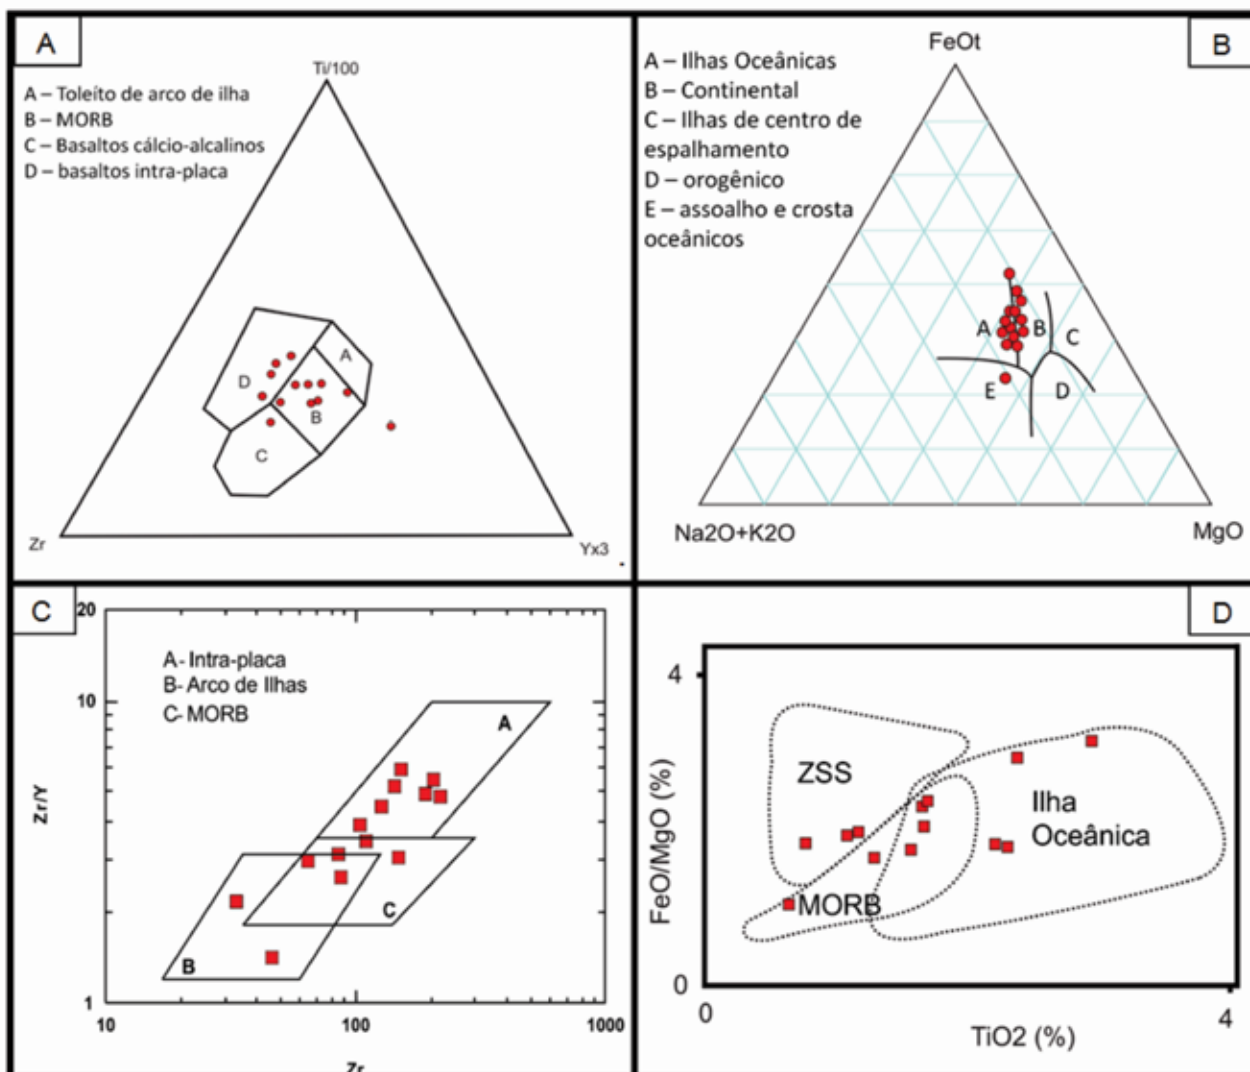 A
Ti/100
A – Toleíto de arco de ilha
B – MORB
C – Basaltos cálcio-alcalinos
D – basaltos intra-placa
A
D
B
C
Zr
Yx3
B
FeOt
A – Ilhas Oceânicas
B – Continental
C – Ilhas de centro de
espalhamento
D – orogênico
E – assoalho e crosta
oceânicos
A
B
C
E
D
Na2O+K2O
MgO
C
20
A- Intra-placa
B- Arco de Ilhas
C- MORB
10
A
Zr/Y
C
B
1
10
100
1000
Zr
D
4
ZSS
Ilha
Oceânica
FeO/MgO (%)
MORB
0
0
4
TiO2 (%)